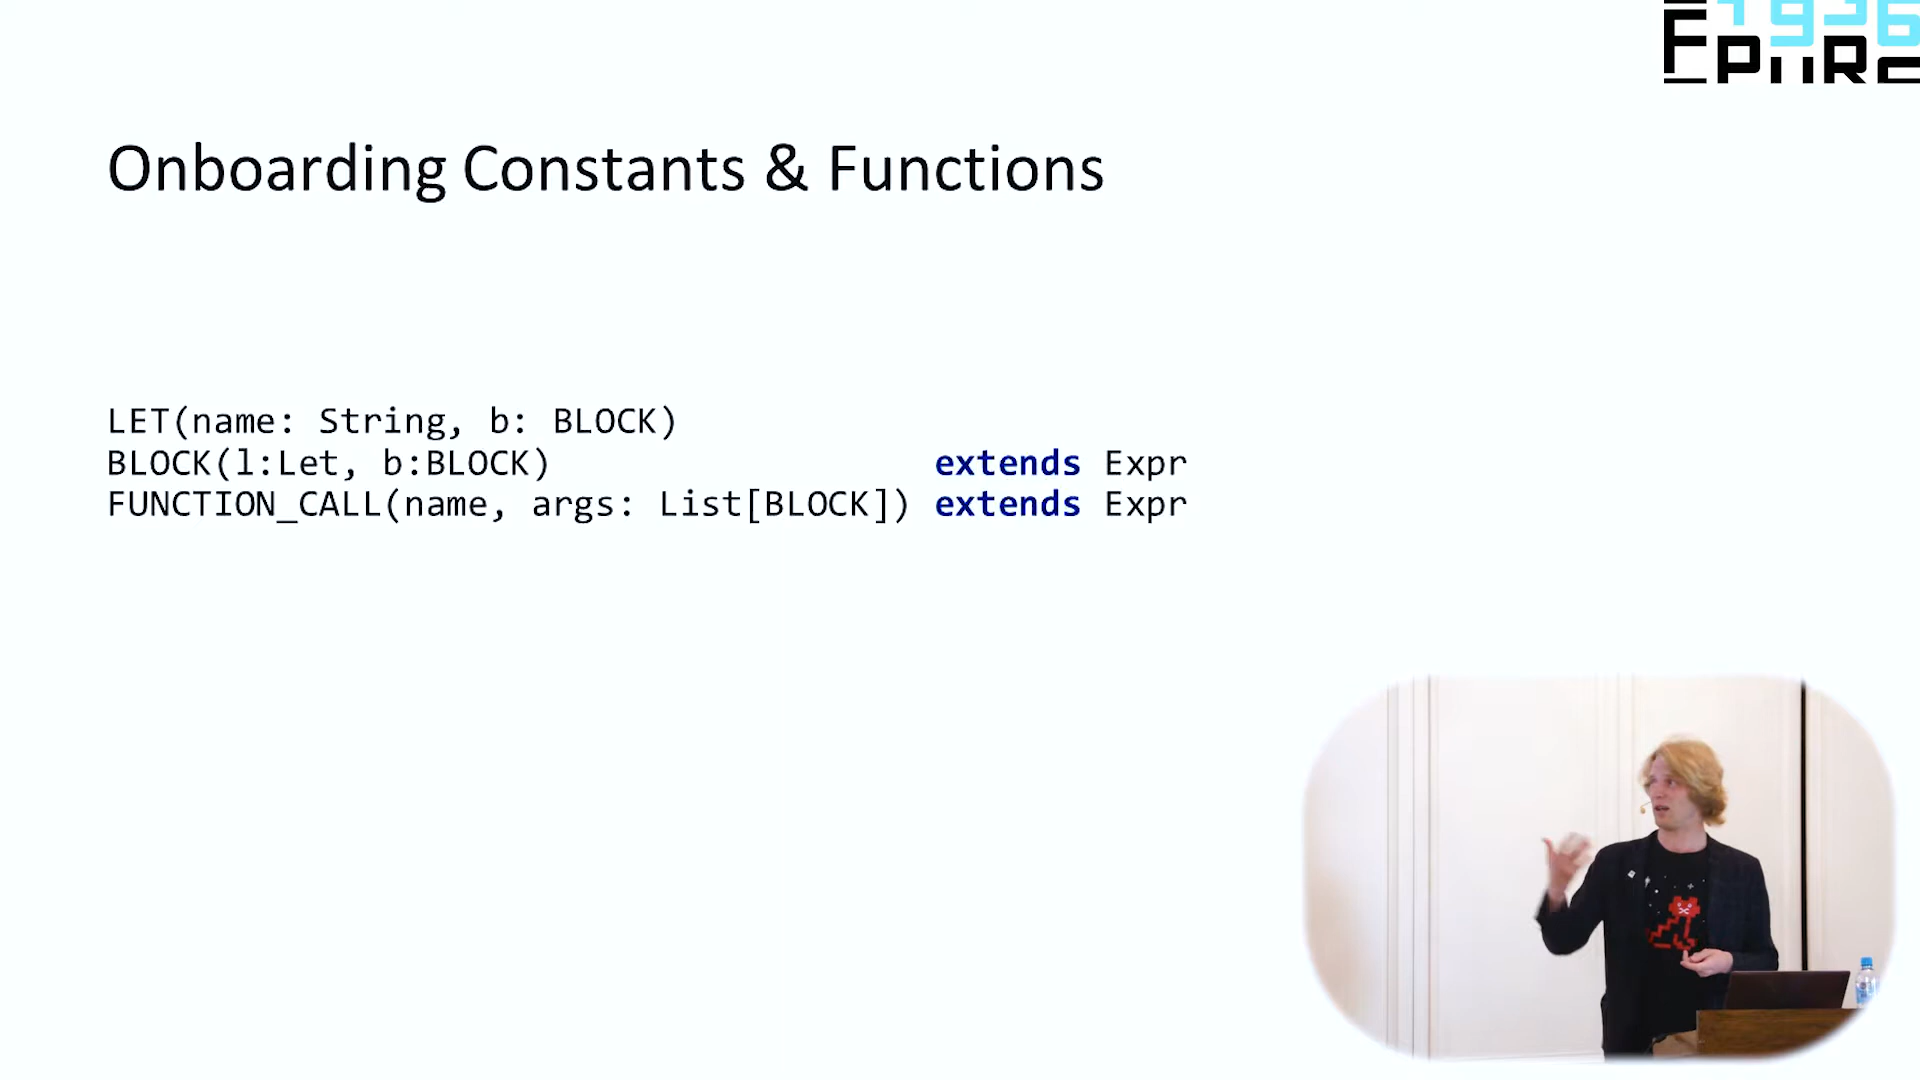 Onboarding Constants & Functions
LET(name: String, b: BLOCK)
BLOCK(l:Let, b:BLOCK) extends Expr
FUNCTION_CALL(name, args: List[BLOCK]) extends Expr